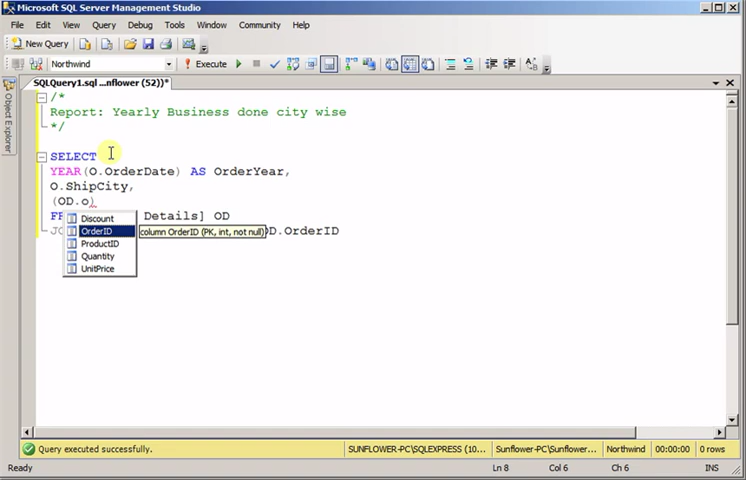 Microsoft SQL Server Management Studio
File Edit View Query Debug Tools Window Community Help
New Query
Northwind Execute
SQLQuery1.sql ...nflower (52))*
Object Explorer
/*
Report: Yearly Business done city wise
*/
SELECT
YEAR(O.OrderDate) AS OrderYear,
O.ShipCity,
(OD.o)
Details] OD
OD.OrderID
Discount
OrderID
column OrderID (PK, int, not null)
ProductID
Quantity
UnitPrice
Query executed successfully. SUNFLOWER-PC\SQLEXPRESS (10... Sunflower-PC\Sunflower... Northwind 00:00:00 0 rows
Ready Ln 8 Col 6 Ch 6 INS